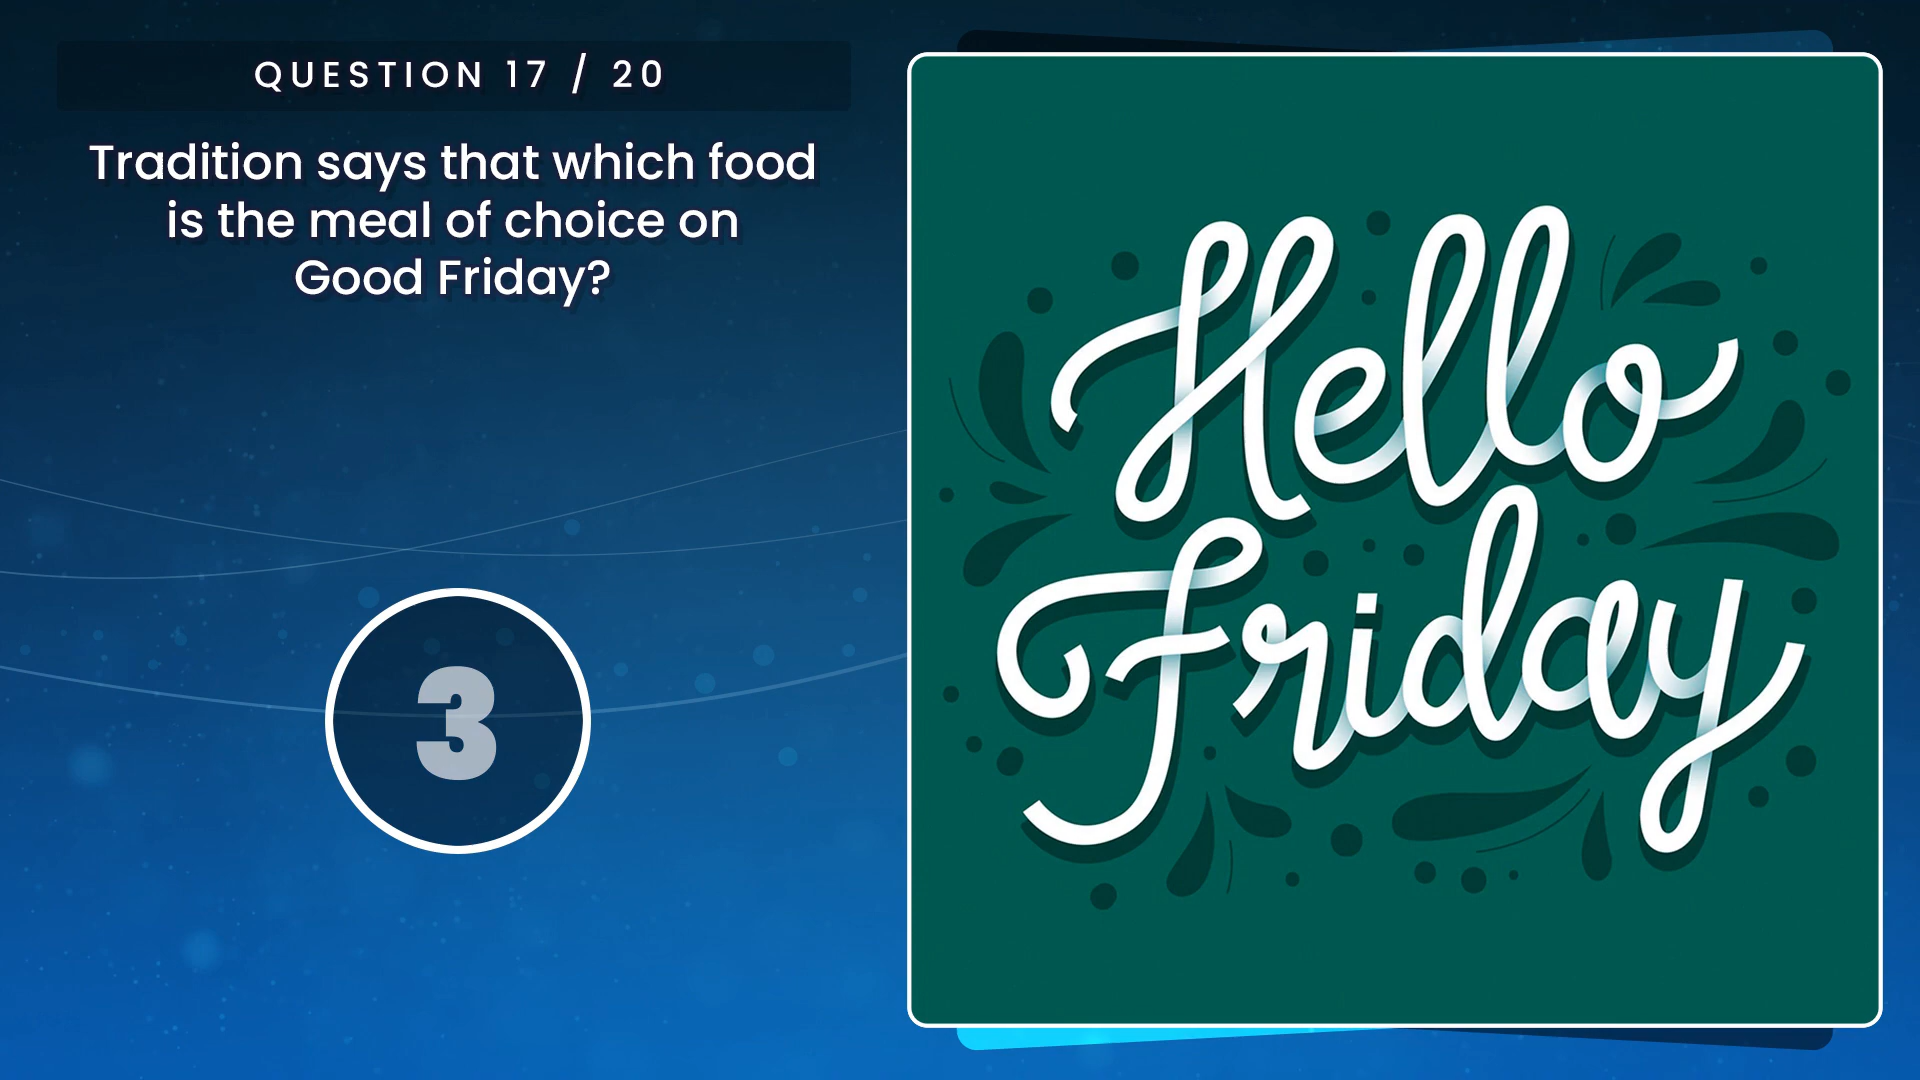 QUESTION 17 / 20
Tradition says that which food
is the meal of choice on
Good Friday?
3
Hello
Friday